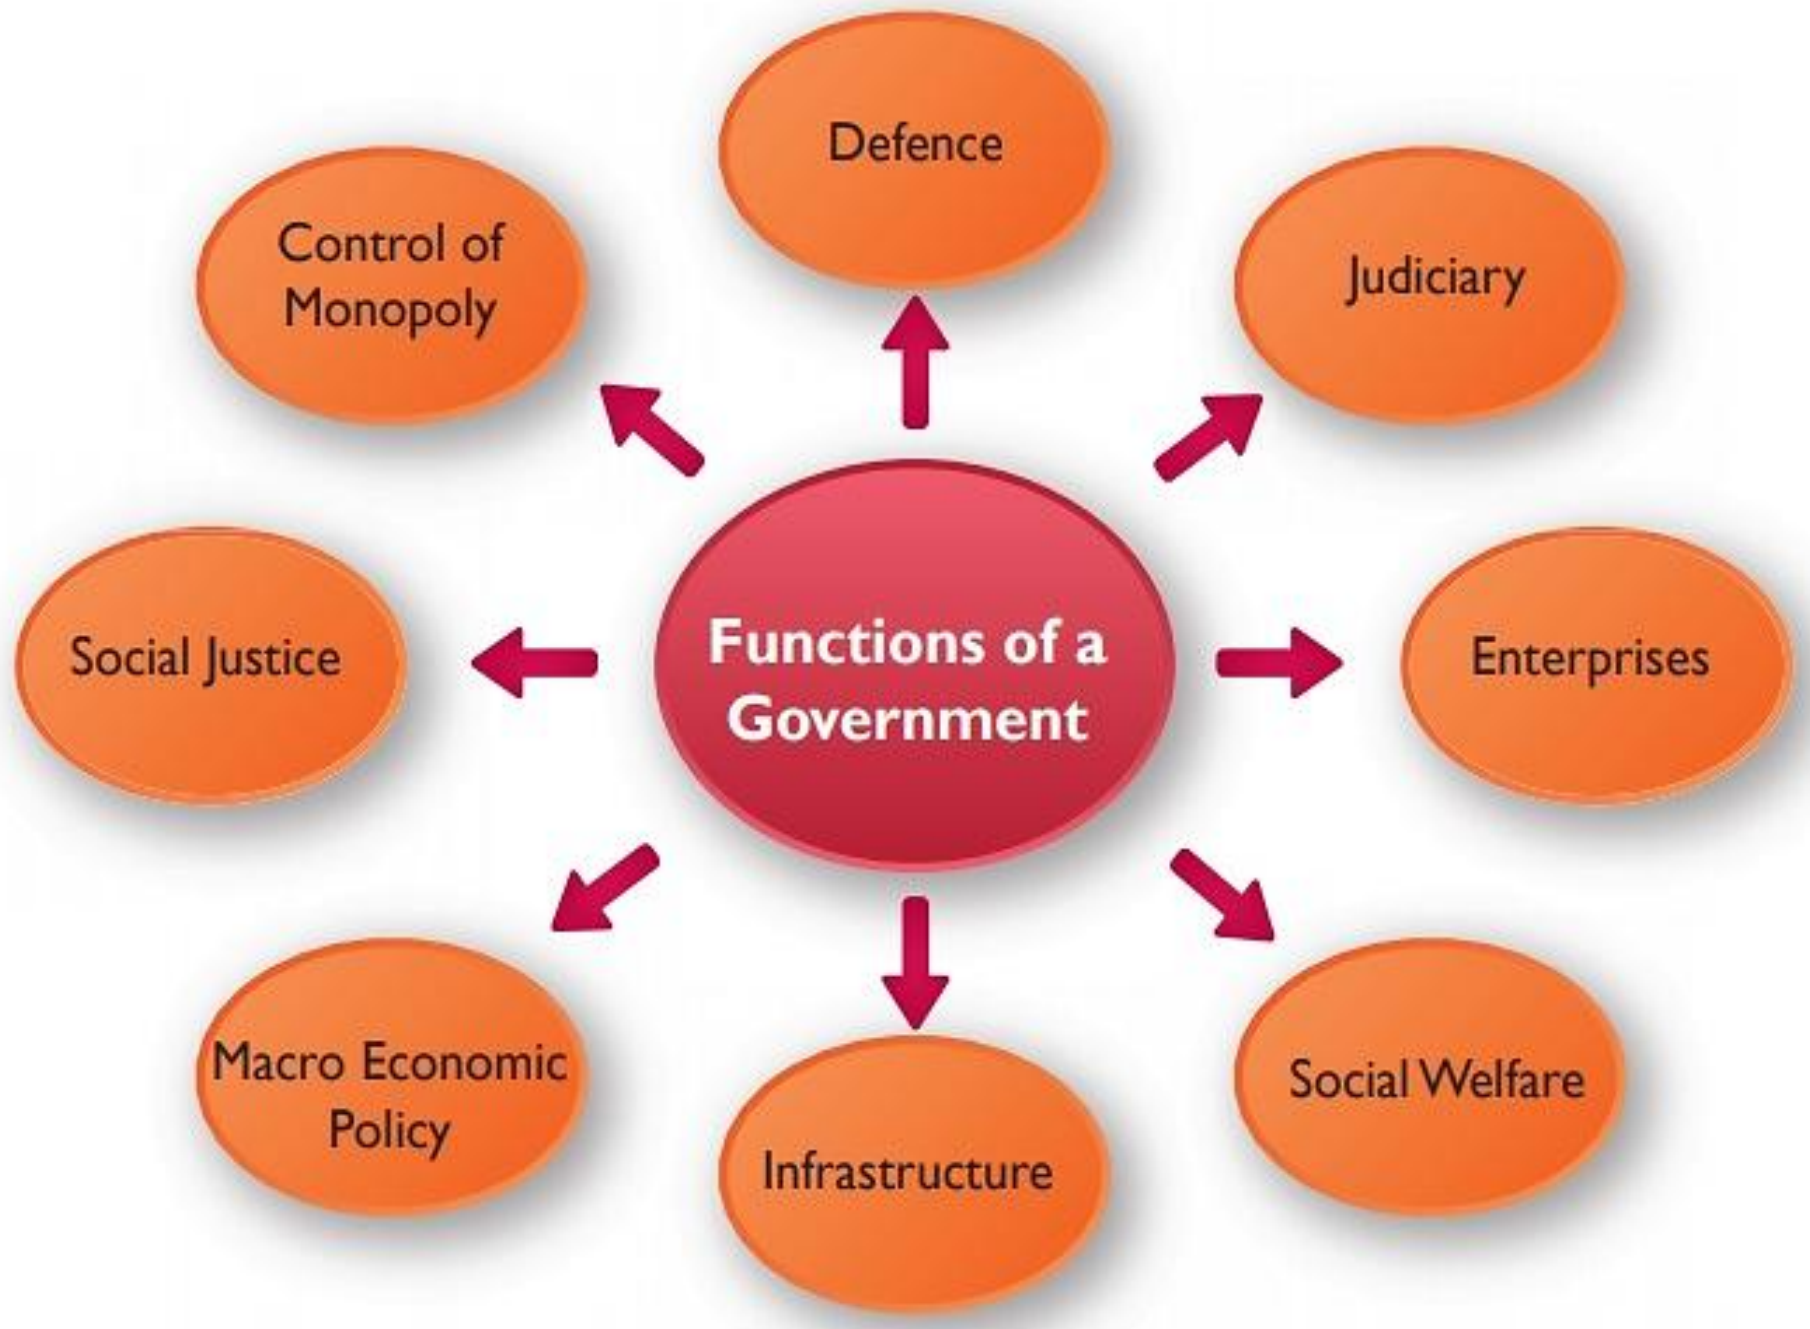 Defence
Control of
Monopoly
Judiciary
Social Justice
Functions of a
Government
Enterprises
Macro Economic
Policy
Social Welfare
Infrastructure